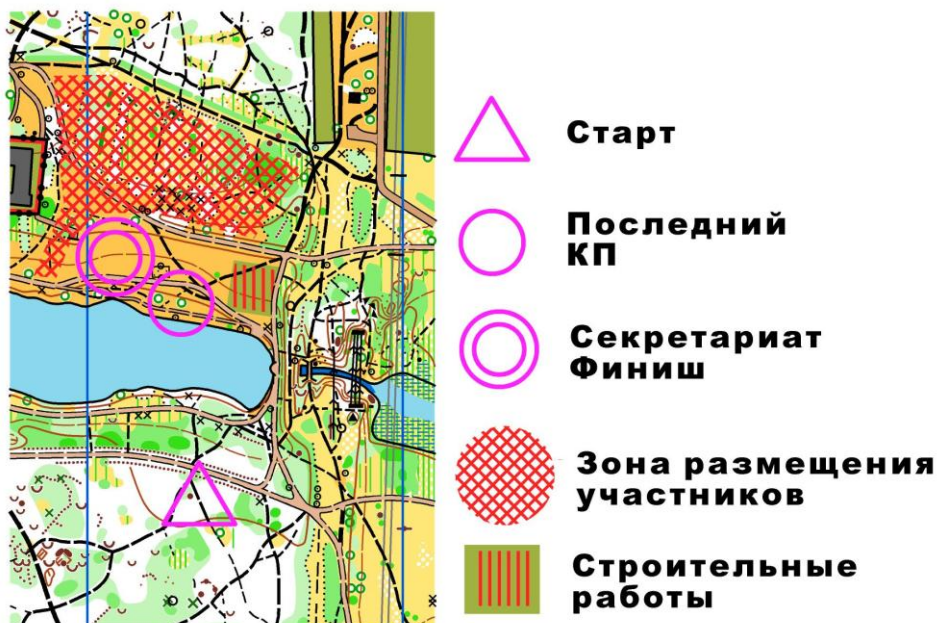 Старт
Последний
КП
Секретариат
Финиш
Зона размещения
участников
Строительные
работы